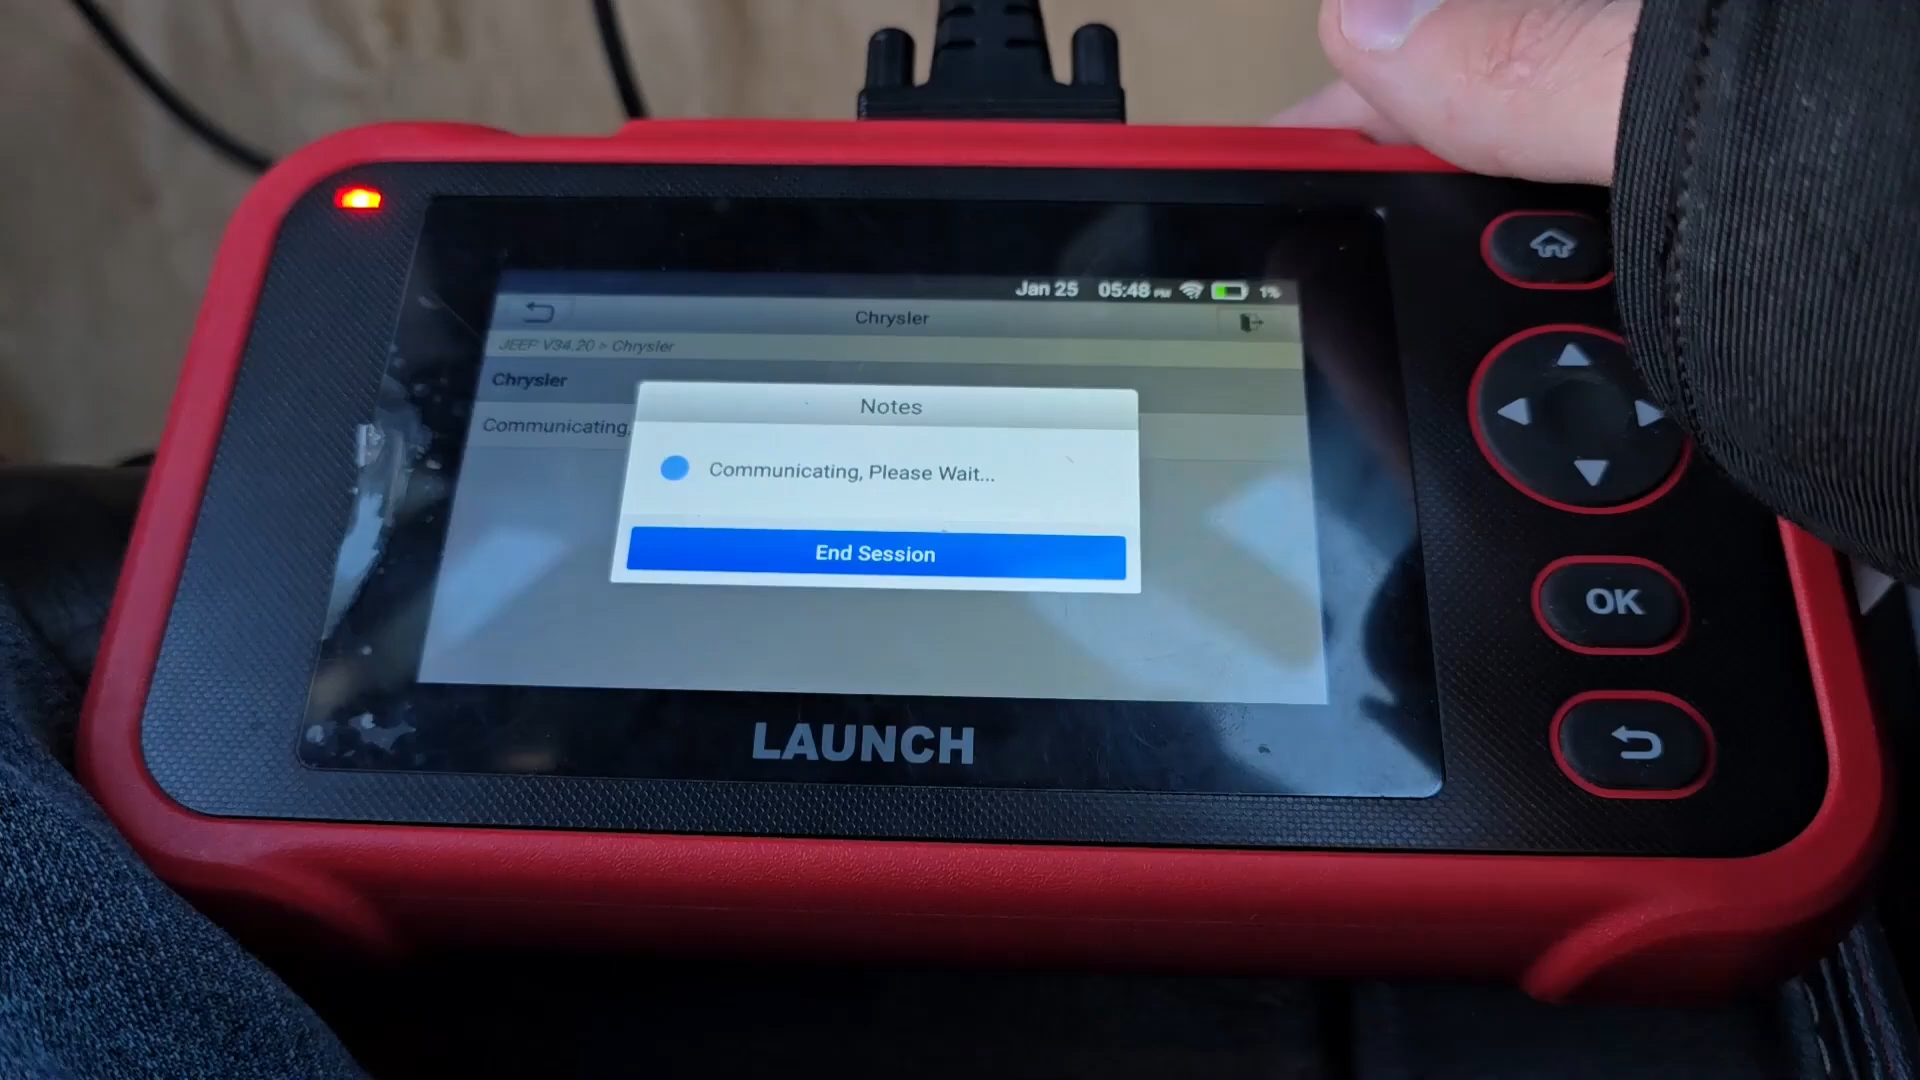 Jan 25 05:48 PM 1%
Chrysler
JEEP V34.20 > Chrysler
Chrysler
Communicating,
Notes
Communicating, Please Wait...
End Session
OK
LAUNCH